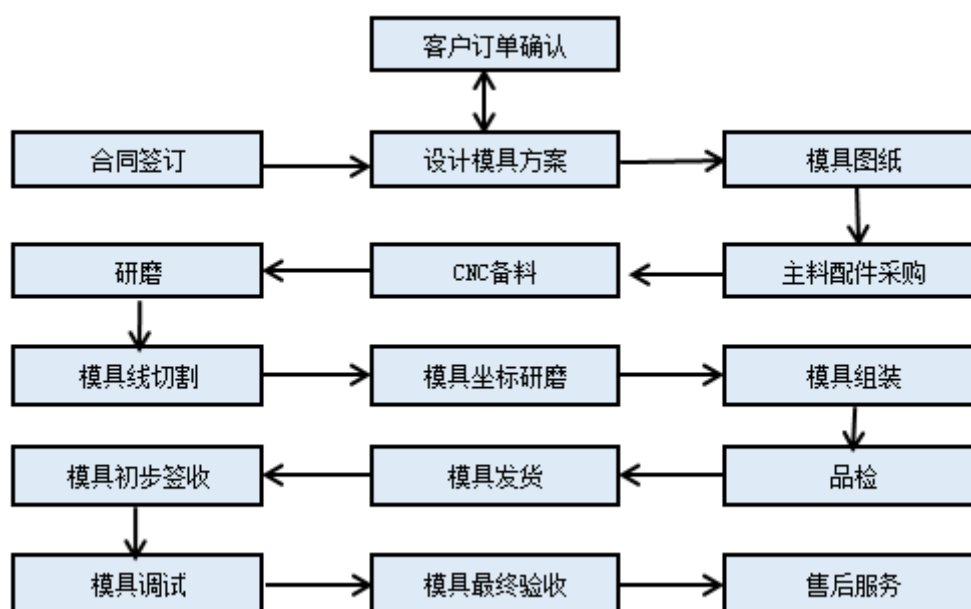 客户订单确认
合同签订
设计模具方案
模具图纸
研磨
CNC备料
主料配件采购
模具线切割
模具坐标研磨
模具组装
模具初步签收
模具发货
品检
模具调试
模具最终验收
售后服务